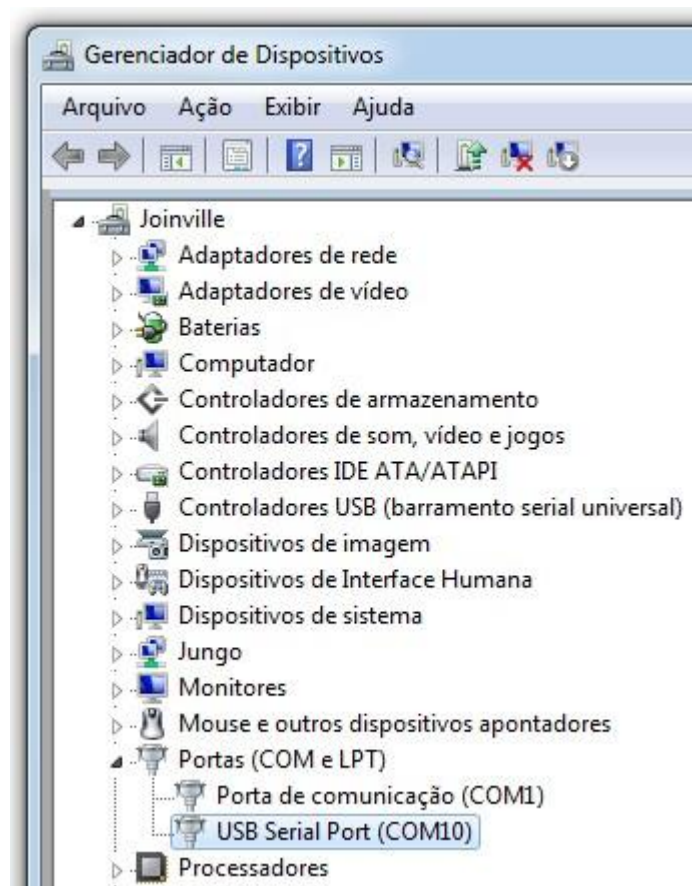 Gerenciador de Dispositivos
Arquivo Ação Exibir Ajuda
Joinville
Adaptadores de rede
Adaptadores de vídeo
Baterias
Computador
Controladores de armazenamento
Controladores de som, vídeo e jogos
Controladores IDE ATA/ATAPI
Controladores USB (barramento serial universal)
Dispositivos de imagem
Dispositivos de Interface Humana
Dispositivos de sistema
Jungo
Monitores
Mouse e outros dispositivos apontadores
Portas (COM e LPT)
Porta de comunicação (COM1)
USB Serial Port (COM10)
Processadores